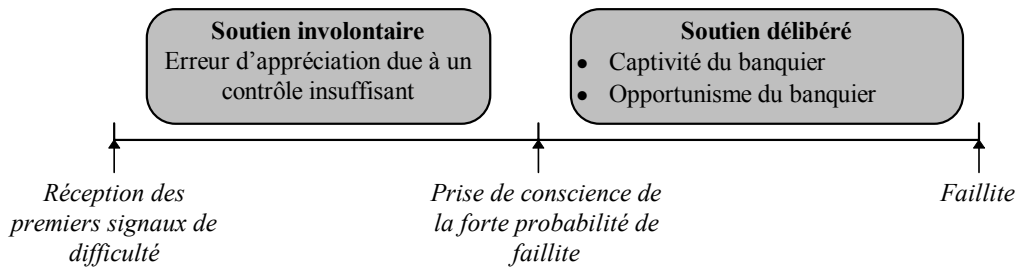 Soutien involontaire
Erreur d’appréciation due à un
contrôle insuffisant
Soutien délibéré
• Captivité du banquier
• Opportunisme du banquier
Réception des
premiers signaux de
difficulté
Prise de conscience de
la forte probabilité de
faillite
Faillite